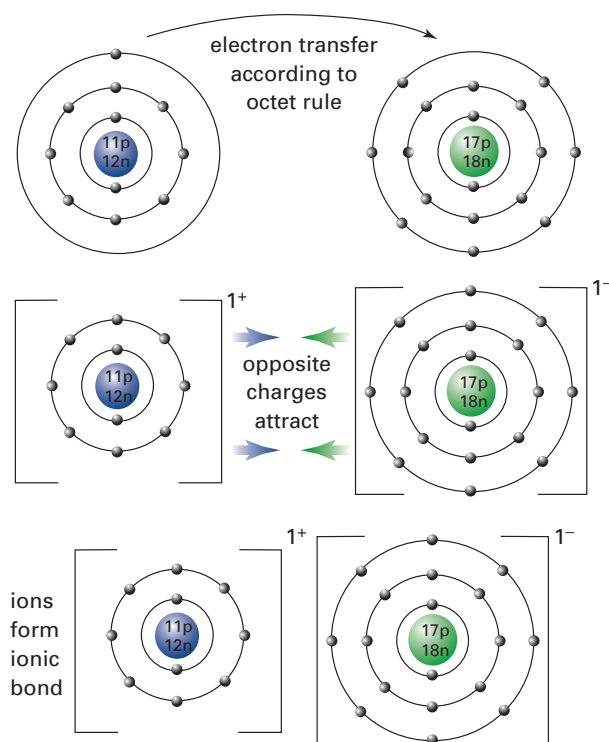 electron transfer
according to
octet rule
11p
12n
17p
18n
1+
1−
11p
12n
opposite
charges
attract
17p
18n
1+
1−
ions
form
ionic
bond
11p
12n
17p
18n